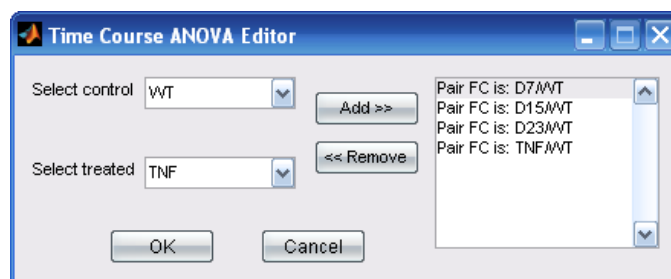 Time Course ANOVA Editor
Select control
WT
Add >>
<< Remove
Select treated
TNF
OK
Cancel
Pair FC is: D7/WT
Pair FC is: D15/WT
Pair FC is: D23/WT
Pair FC is: TNF/WT